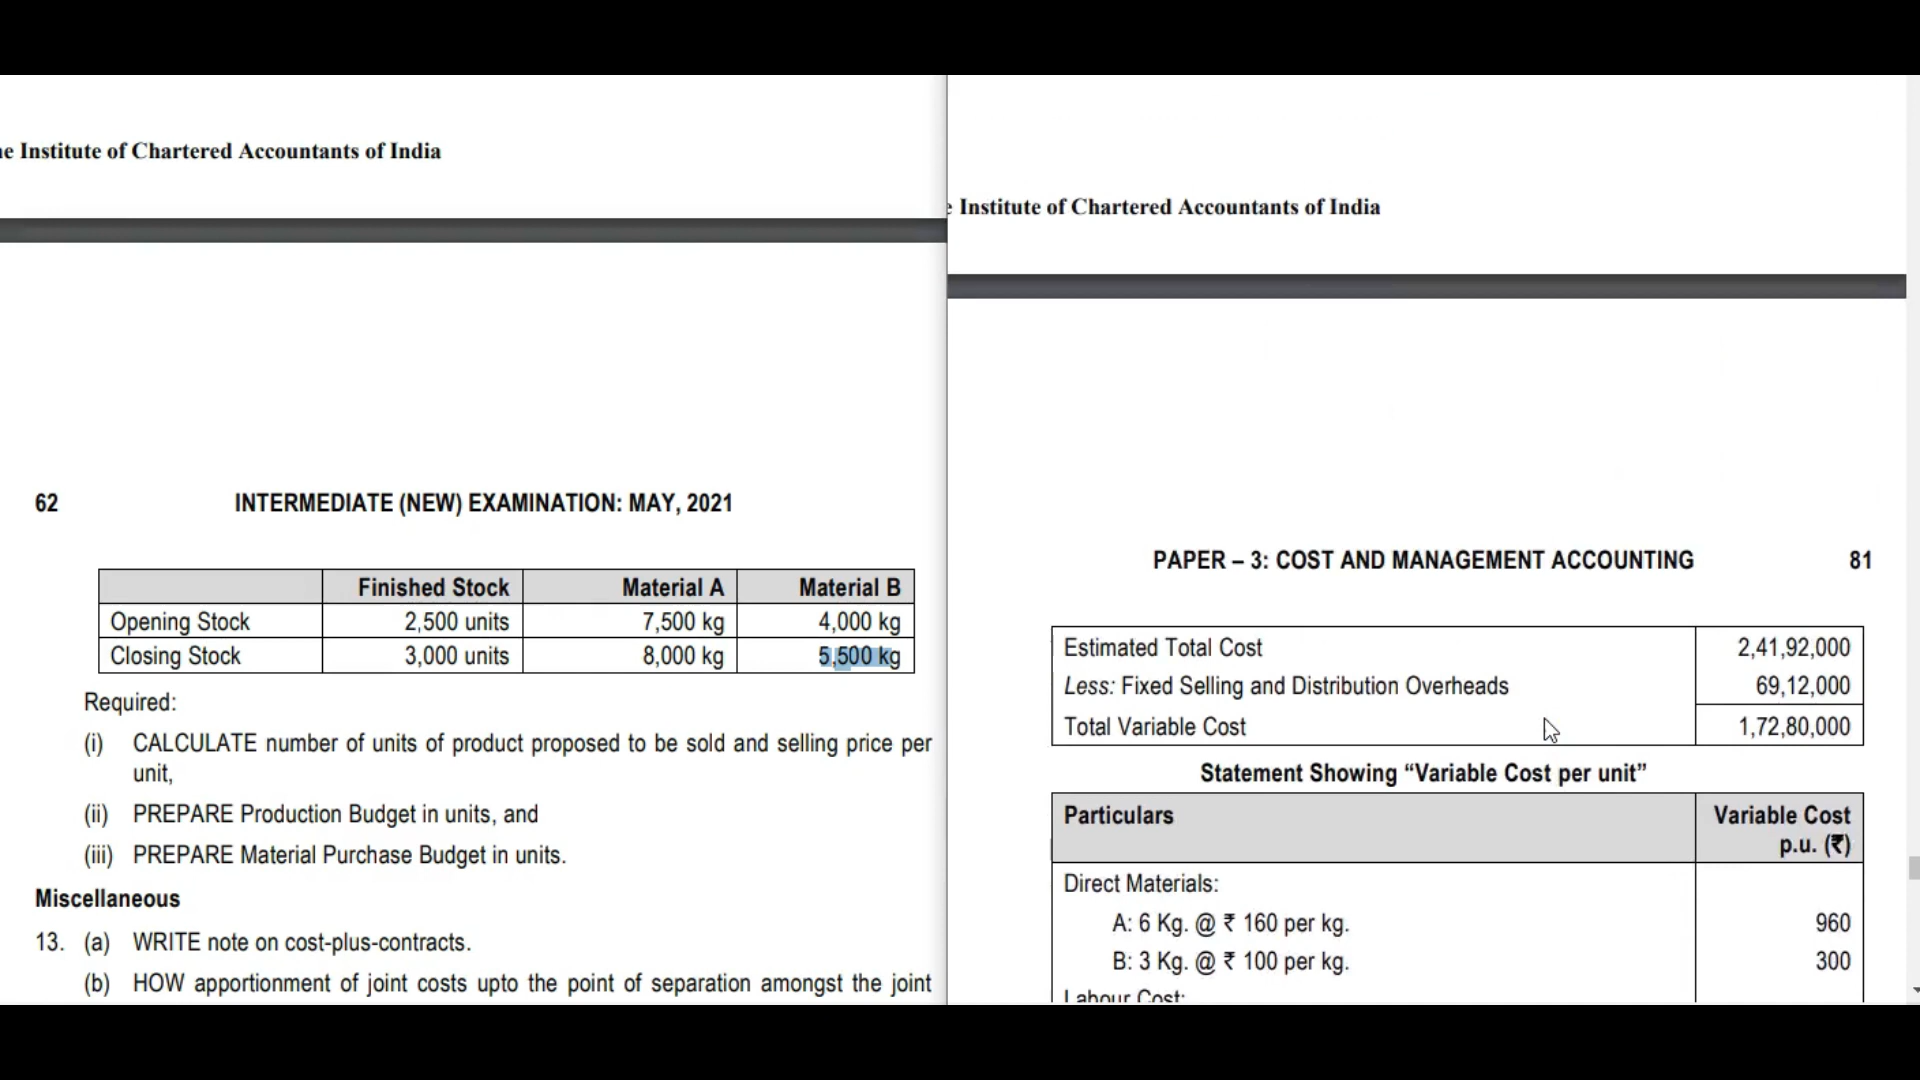 e Institute of Chartered Accountants of India
62 INTERMEDIATE (NEW) EXAMINATION: MAY, 2021
Finished Stock Material A Material B
Opening Stock 2,500 units 7,500 kg 4,000 kg
Closing Stock 3,000 units 8,000 kg 5,500 kg
Required:
(i) CALCULATE number of units of product proposed to be sold and selling price per
unit,
(ii) PREPARE Production Budget in units, and
(iii) PREPARE Material Purchase Budget in units.
Miscellaneous
13. (a) WRITE note on cost-plus-contracts.
(b) HOW apportionment of joint costs upto the point of separation amongst the joint
Institute of Chartered Accountants of India
PAPER – 3: COST AND MANAGEMENT ACCOUNTING 81
Estimated Total Cost 2,41,92,000
Less: Fixed Selling and Distribution Overheads 69,12,000
Total Variable Cost 1,72,80,000
Statement Showing “Variable Cost per unit”
Particulars Variable Cost
p.u. (₹)
Direct Materials:
A: 6 Kg. @ ₹ 160 per kg. 960
B: 3 Kg. @ ₹ 100 per kg. 300
Labour Cost: